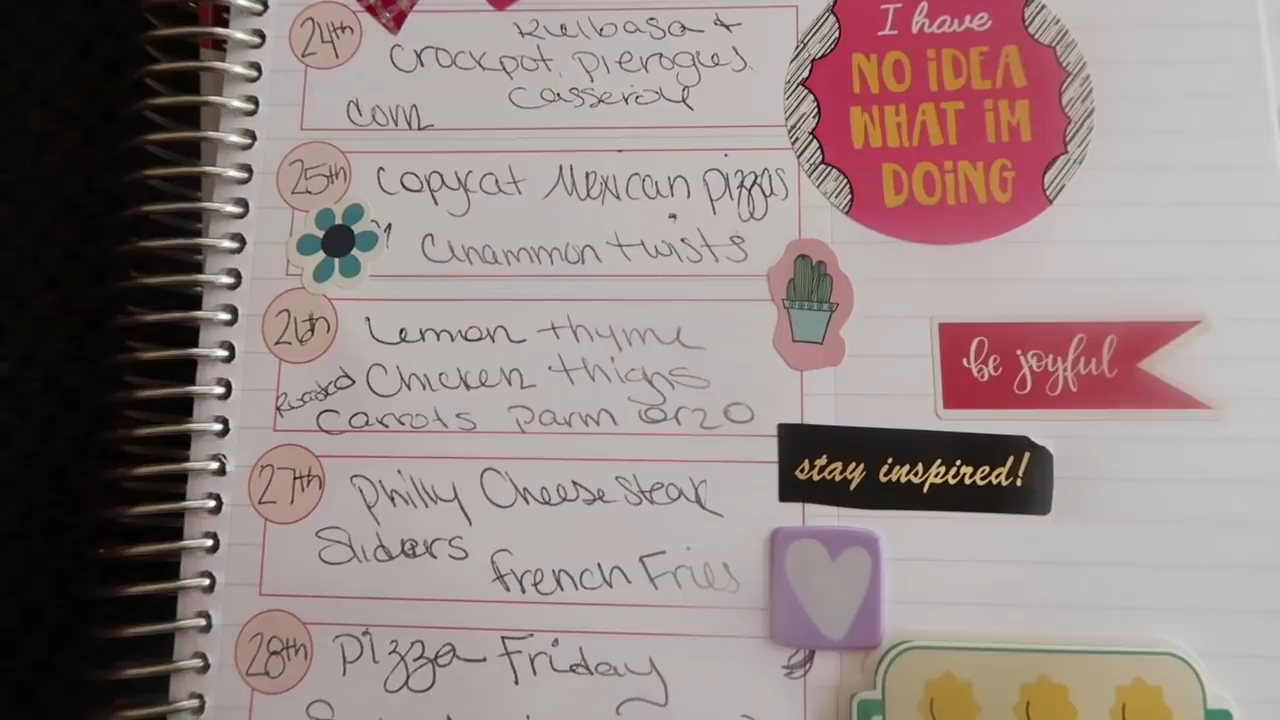 24th
Kielbasa +
Crockpot pierogies
Casserole
Corn
25th
Copycat Mexican pizzas
Cinammon twists
26th
Lemon thyme
Roasted Chicken thighs
Carrots parm orzo
27th
Philly Cheese steak
Sliders
french Fries
28th
Pizza Friday
I have
NO iDEA
WHAT iM
DOiNG
be joyful
stay inspired!